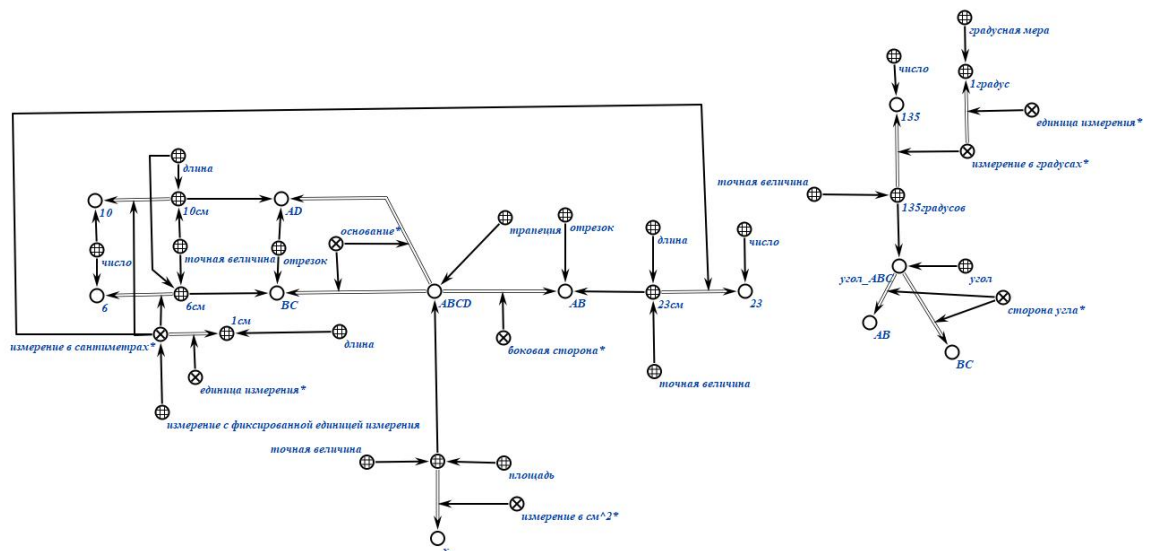 градусная мера
число
1градус
135
единица измерения*
измерение в градусах*
длина
точная величина
135градусов
10
10см
AD
основание*
трапеция
отрезок
длина
число
число
точная величина
отрезок
угол_ABC
угол
6
6см
BC
ABCD
AB
23см
23
сторона угла*
1см
AB
измерение в сантиметрах*
длина
боковая сторона*
BC
единица измерения*
точная величина
измерение с фиксированной единицей измерения
точная величина
площадь
измерение в см^2*